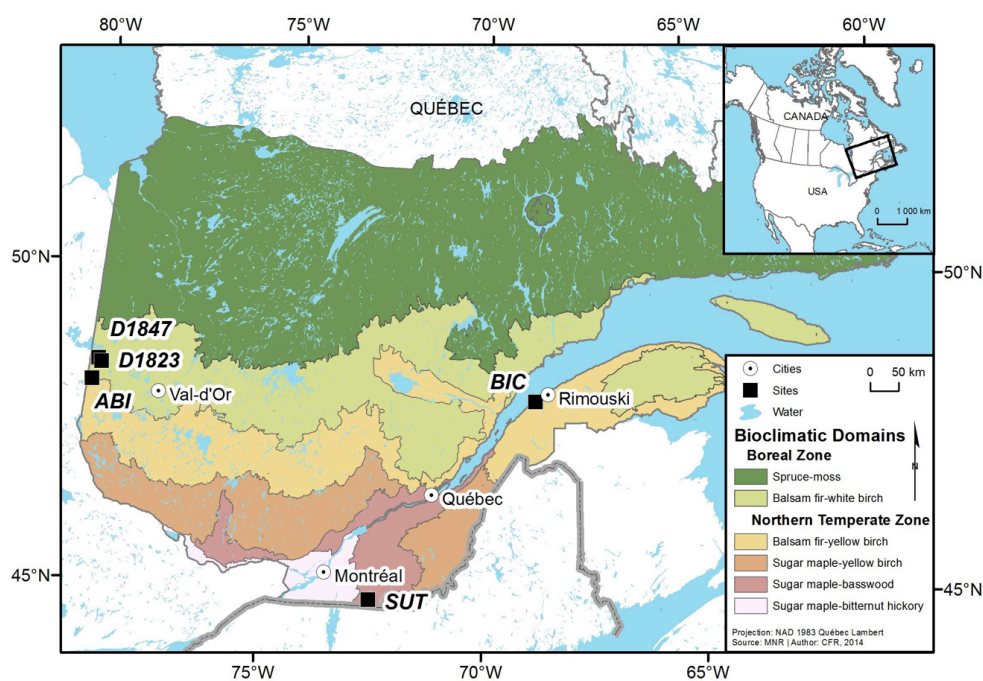 80°W
75°W
70°W
65°W
60°W
QUÉBEC
CANADA
USA
0 1 000 km
50°N
50°N
D1847
D1823
ABI
Val-d'Or
BIC
Rimouski
Québec
Montréal
SUT
45°N
45°N
75°W
70°W
65°W
Cities
Sites
Water
0 50 km
Bioclimatic Domains
Boreal Zone
N
Spruce-moss
Balsam fir-white birch
Northern Temperate Zone
Balsam fir-yellow birch
Sugar maple-yellow birch
Sugar maple-basswood
Sugar maple-bitternut hickory
Projection: NAD 1983 Québec Lambert
Source: MNR | Author: CFR, 2014